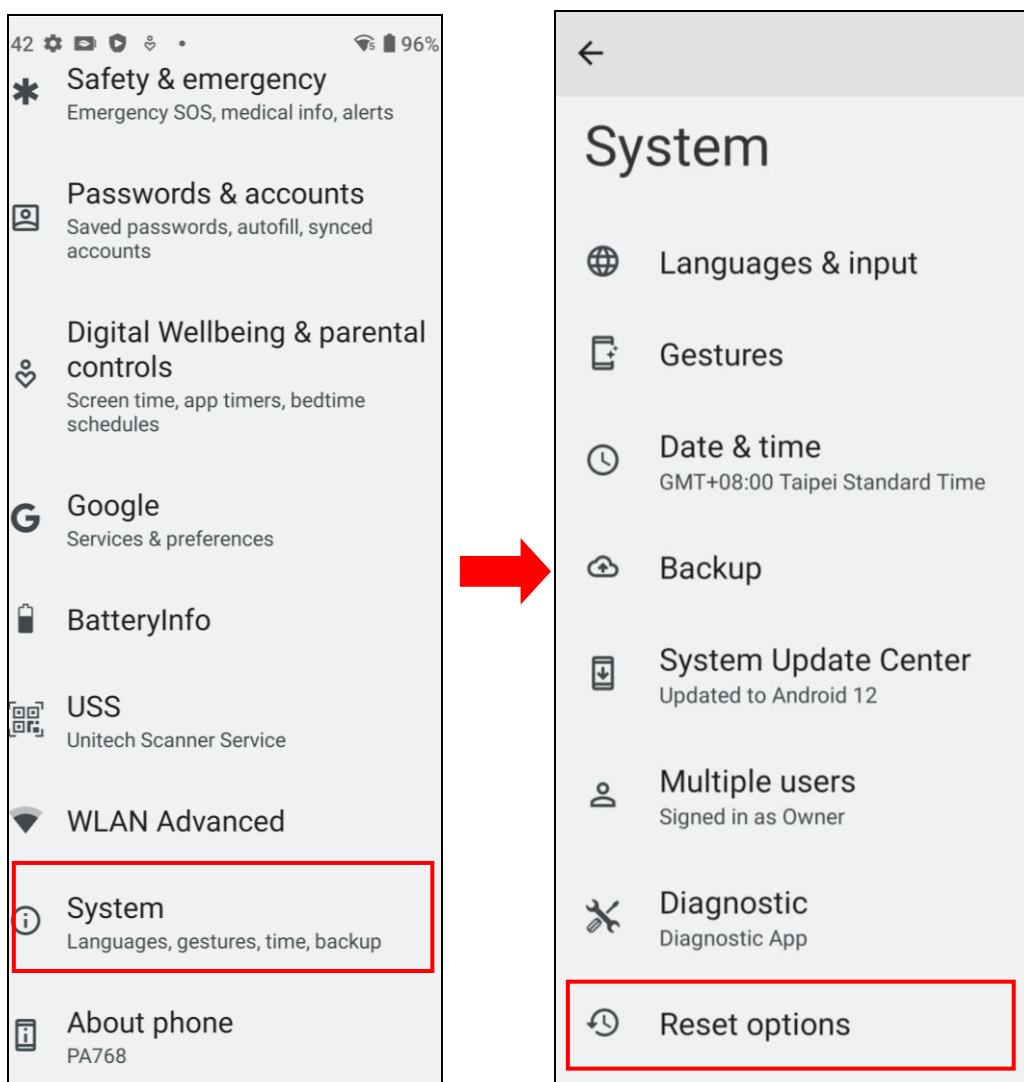 42
96%
Safety & emergency
Emergency SOS, medical info, alerts
Passwords & accounts
Saved passwords, autofill, synced
accounts
Digital Wellbeing & parental
controls
Screen time, app timers, bedtime
schedules
Google
Services & preferences
BatteryInfo
USS
Unitech Scanner Service
WLAN Advanced
System
Languages, gestures, time, backup
About phone
PA768
System
Languages & input
Gestures
Date & time
GMT+08:00 Taipei Standard Time
Backup
System Update Center
Updated to Android 12
Multiple users
Signed in as Owner
Diagnostic
Diagnostic App
Reset options